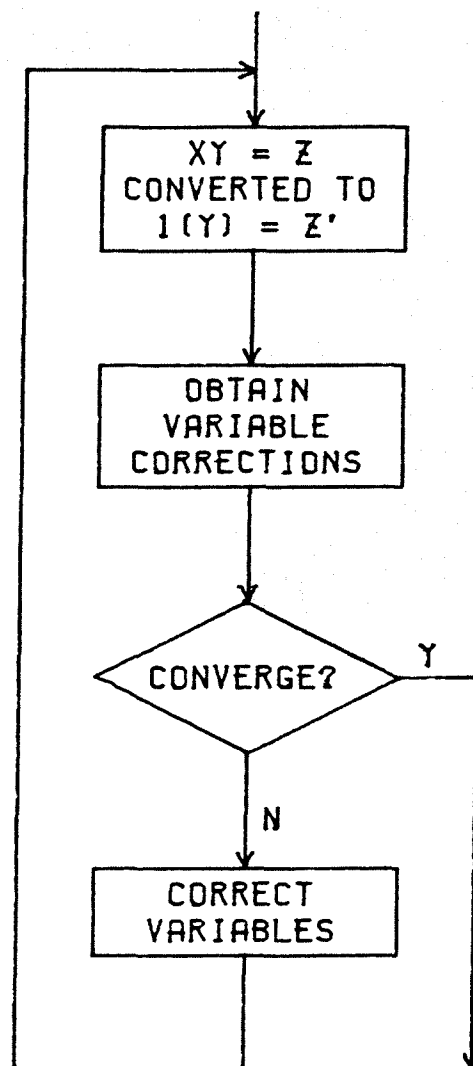 XY = Z
CONVERTED TO
1(Y) = Z'
OBTAIN
VARIABLE
CORRECTIONS
CONVERGE?
Y
N
CORRECT
VARIABLES